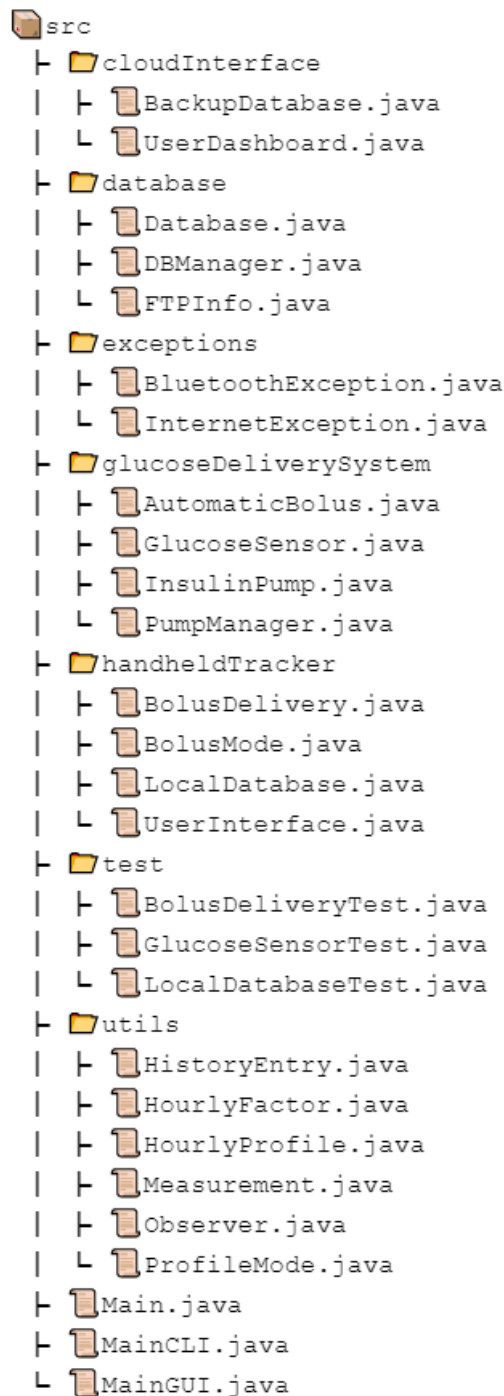 src
cloudInterface
BackupDatabase.java
UserDashboard.java
database
Database.java
DBManager.java
FTPInfo.java
exceptions
BluetoothException.java
InternetException.java
glucoseDeliverySystem
AutomaticBolus.java
GlucoseSensor.java
InsulinPump.java
PumpManager.java
handheldTracker
BolusDelivery.java
BolusMode.java
LocalDatabase.java
UserInterface.java
test
BolusDeliveryTest.java
GlucoseSensorTest.java
LocalDatabaseTest.java
utils
HistoryEntry.java
HourlyFactor.java
HourlyProfile.java
Measurement.java
Observer.java
ProfileMode.java
Main.java
MainCLI.java
MainGUI.java